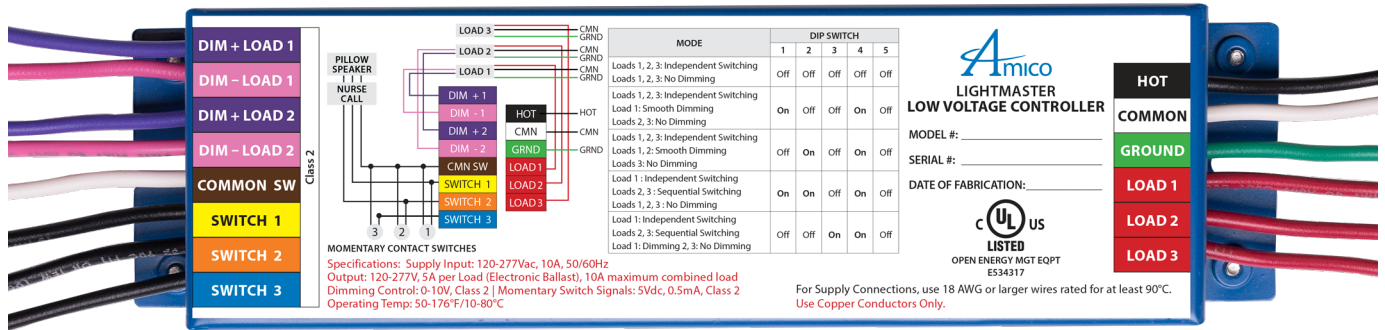 DIM + LOAD 1
DIM – LOAD 1
DIM + LOAD 2
DIM – LOAD 2
COMMON SW
SWITCH 1
SWITCH 2
SWITCH 3
Class 2
PILLOW
SPEAKER
NURSE
CALL
LOAD 3
CMN
GRND
LOAD 2
CMN
GRND
LOAD 1
CMN
GRND
DIM + 1
DIM - 1
DIM + 2
DIM - 2
CMN SW
SWITCH 1
SWITCH 2
SWITCH 3
HOT
CMN
GRND
LOAD 1
LOAD 2
LOAD 3
HOT
CMN
GRND
3 2 1
MOMENTARY CONTACT SWITCHES
MODE DIP SWITCH
1 2 3 4 5
Loads 1, 2, 3: Independent Switching
Loads 1, 2, 3: No Dimming
Off Off Off Off Off
Loads 1, 2, 3: Independent Switching
Load 1: Smooth Dimming
Loads 2, 3: No Dimming
On Off Off On Off
Loads 1, 2, 3: Independent Switching
Loads 1, 2: Smooth Dimming
Loads 3: No Dimming
Off On Off On Off
Load 1 : Independent Switching
Loads 2, 3 : Sequential Switching
Loads 1, 2, 3 : No Dimming
On On Off On Off
Load 1: Independent Switching
Loads 2, 3: Sequential Switching
Load 1: Dimming 2, 3: No Dimming
Off Off On On Off
Specifications: Supply Input: 120-277Vac, 10A, 50/60Hz
Output: 120-277V, 5A per Load (Electronic Ballast), 10A maximum combined load
Dimming Control: 0-10V, Class 2 | Momentary Switch Signals: 5Vdc, 0.5mA, Class 2
Operating Temp: 50-176°F/10-80°C
Amico
LIGHTMASTER
LOW VOLTAGE CONTROLLER
MODEL #:
SERIAL #:
DATE OF FABRICATION:
C UL US
LISTED
OPEN ENERGY MGT EQPT
E534317
For Supply Connections, use 18 AWG or larger wires rated for at least 90°C.
Use Copper Conductors Only.
HOT
COMMON
GROUND
LOAD 1
LOAD 2
LOAD 3